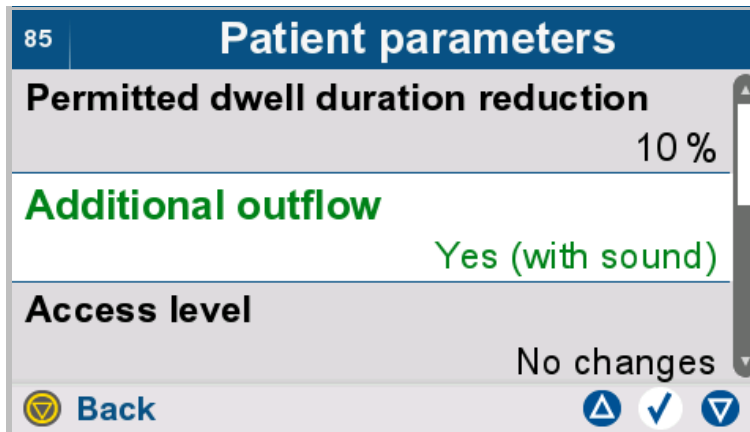 85
Patient parameters
Permitted dwell duration reduction
10 %
Additional outflow
Yes (with sound)
Access level
No changes
Back